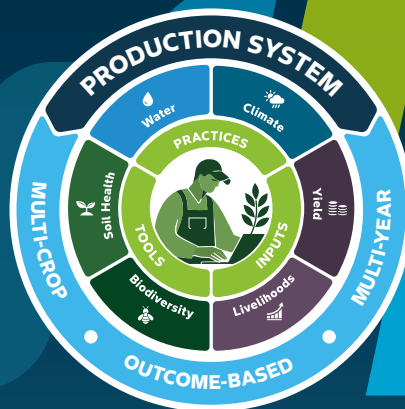 PRODUCTION SYSTEM
Water
Climate
PRACTICES
Soil Health
Yield
TOOLS
INPUTS
MULTI-CROP
MULTI-YEAR
Biodiversity
Livelihoods
OUTCOME-BASED